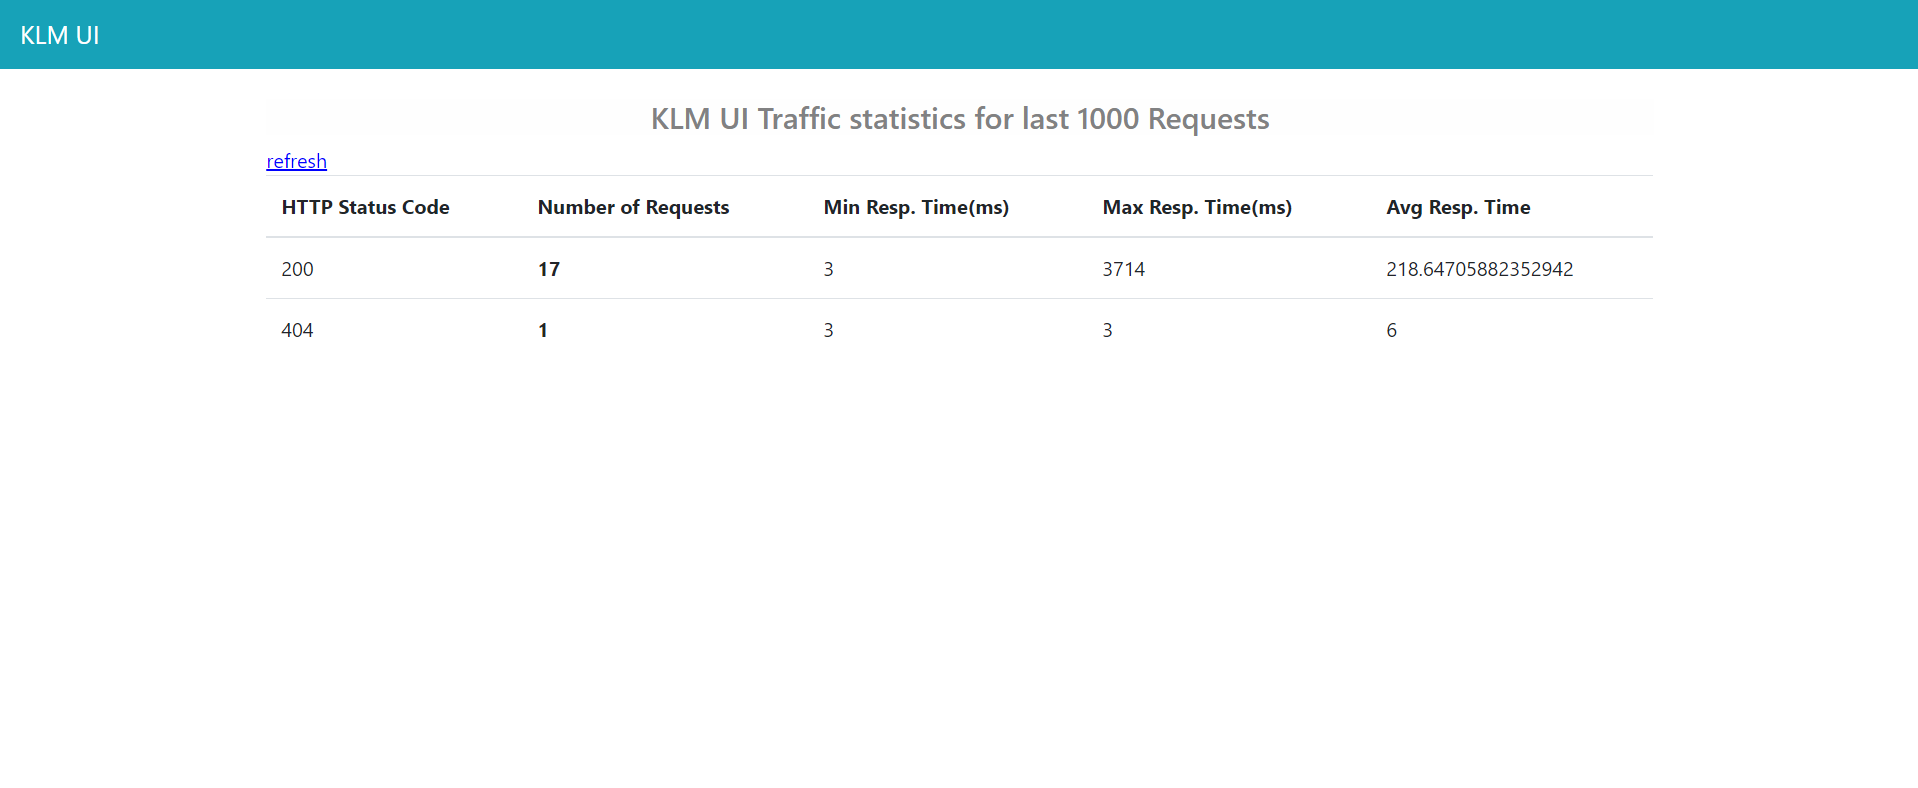 KLM UI
KLM UI Traffic statistics for last 1000 Requests
refresh
HTTP Status Code Number of Requests Min Resp. Time(ms) Max Resp. Time(ms) Avg Resp. Time
200 17 3 3714 218.64705882352942
404 1 3 3 6